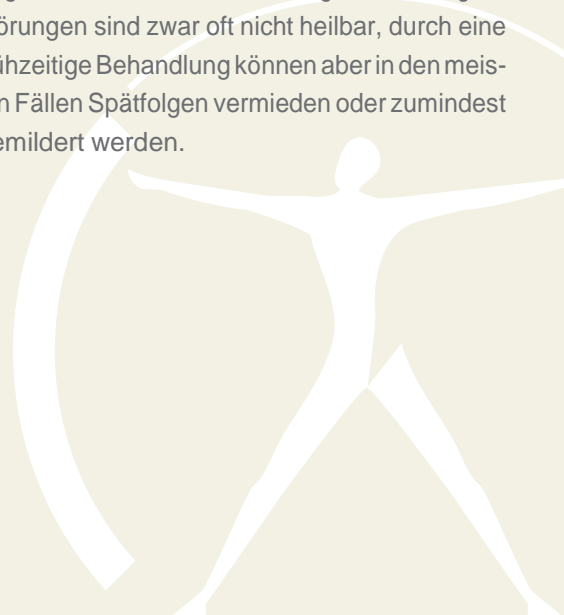 örungen sind zwar oft nicht heilbar, durch eine
ühzeitige Behandlung können aber in den meis-
n Fällen Spätfolgen vermieden oder zumindest
emildert werden.